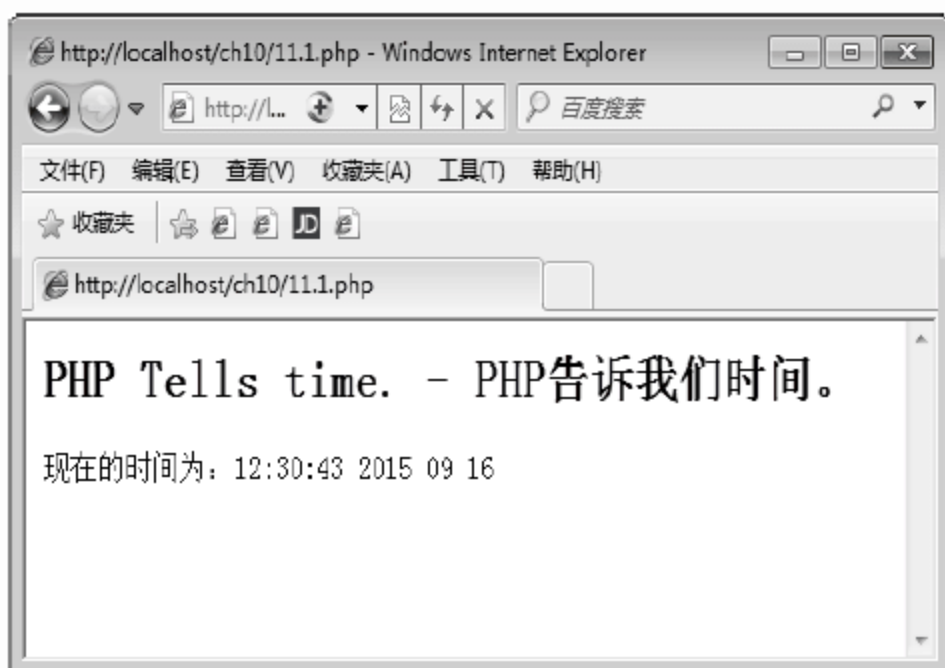 http://localhost/ch10/11.1.php - Windows Internet Explorer
http://l... 百度搜索
文件(F) 编辑(E) 查看(V) 收藏夹(A) 工具(T) 帮助(H)
收藏夹 JD
http://localhost/ch10/11.1.php
PHP Tells time. - PHP告诉我们时间。
现在的时间为：12:30:43 2015 09 16